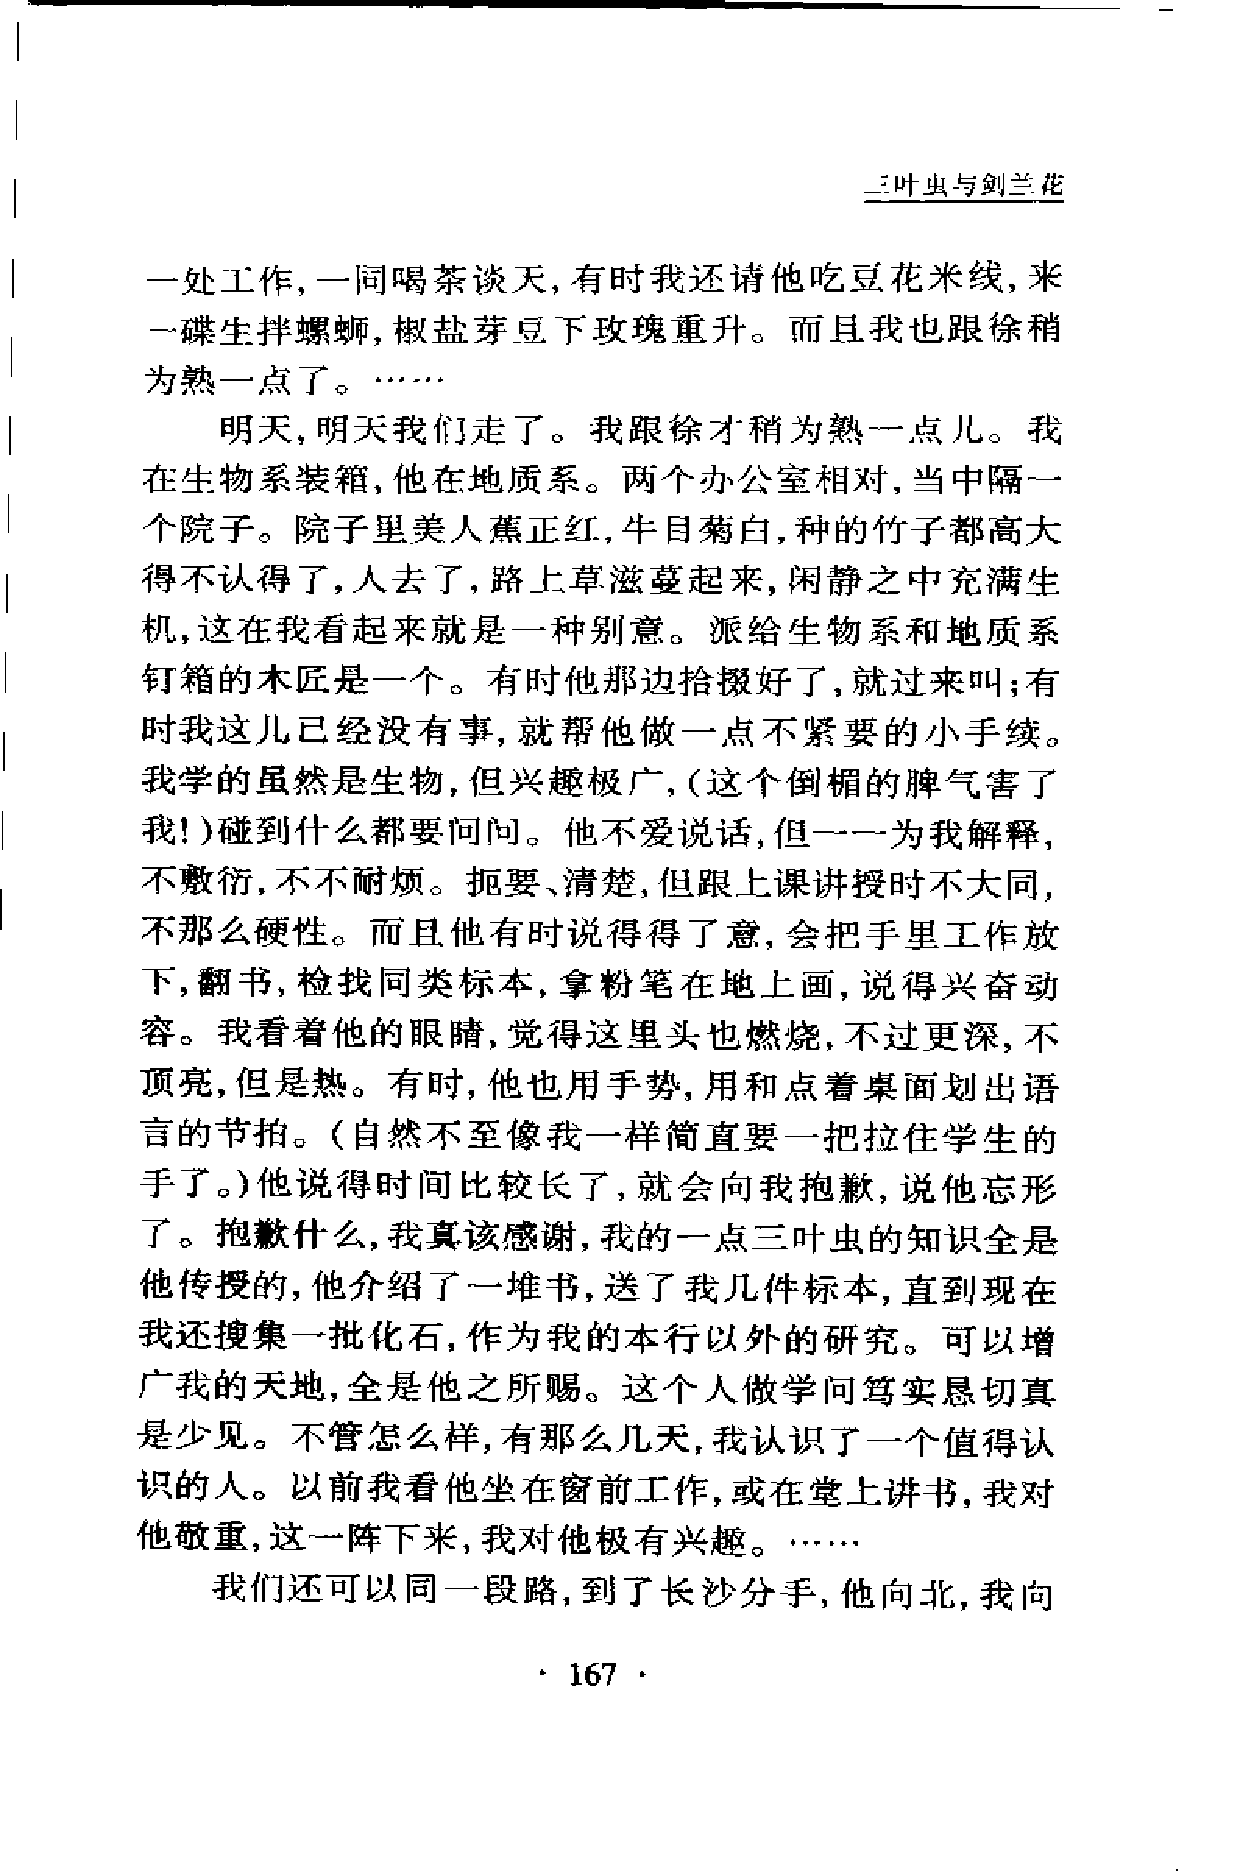 三叶虫与剑兰花
一处工作,一同喝茶谈天,有时我还请他吃豆花米线,来
一碟生拌螺蛳,椒盐芽豆下玫瑰重升。而且我也跟徐稍
为熟一点了。……
明天,明天我们走了。我跟徐才稍为熟一点儿。我
在生物系装箱,他在地质系。两个办公室相对,当中隔一
个院子。院子里美人蕉正红,牛目菊白,种的竹子都高大
得不认得了,人去了,路上草滋蔓起来,闲静之中充满生
机,这在我看起来就是一种别意。派给生物系和地质系
钉箱的木匠是一个。有时他那边拾掇好了,就过来叫;有
时我这儿已经没有事,就帮他做一点不紧要的小手续。
我学的虽然是生物,但兴趣极广,(这个倒楣的脾气害了
我!)碰到什么都要问问。他不爱说话,但一一为我解释,
不敷衍,不不耐烦。扼要、清楚,但跟上课讲授时不大同,
不那么硬性。而且他有时说得得了意,会把手里工作放
下,翻书,检找同类标本,拿粉笔在地上画,说得兴奋动
容。我看着他的眼睛,觉得这里头也燃烧,不过更深,不
顶亮,但是热。有时,他也用手势,用和点着桌面划出语
言的节拍。(自然不至像我一样简直要一把拉住学生的
手了。)他说得时间比较长了,就会向我抱歉,说他忘形
了。抱歉什么,我真该感谢,我的一点三叶虫的知识全是
他传授的,他介绍了一堆书,送了我几件标本,直到现在
我还搜集一批化石,作为我的本行以外的研究。可以增
广我的天地,全是他之所赐。这个人做学问笃实恳切真
是少见。不管怎么样,有那么几天,我认识了一个值得认
识的人。以前我看他坐在窗前工作,或在堂上讲书,我对
他敬重,这一阵下来,我对他极有兴趣。……
我们还可以同一段路,到了长沙分手,他向北,我向
· 167 ·